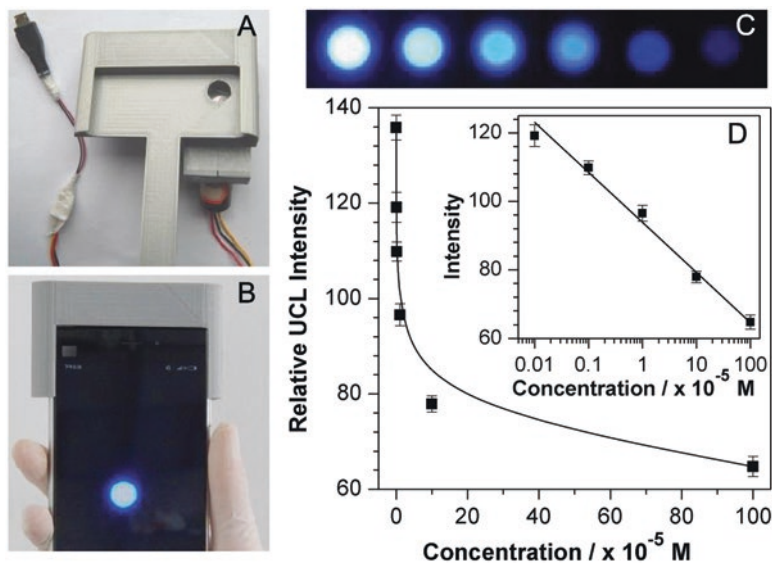 A
B
C
D
140
120
100
80
60
Relative UCL Intensity
0 20 40 60 80 100
Concentration / x 10⁻⁵ M
120
100
80
60
Intensity
0.01 0.1 1 10 100
Concentration / x 10⁻⁵ M